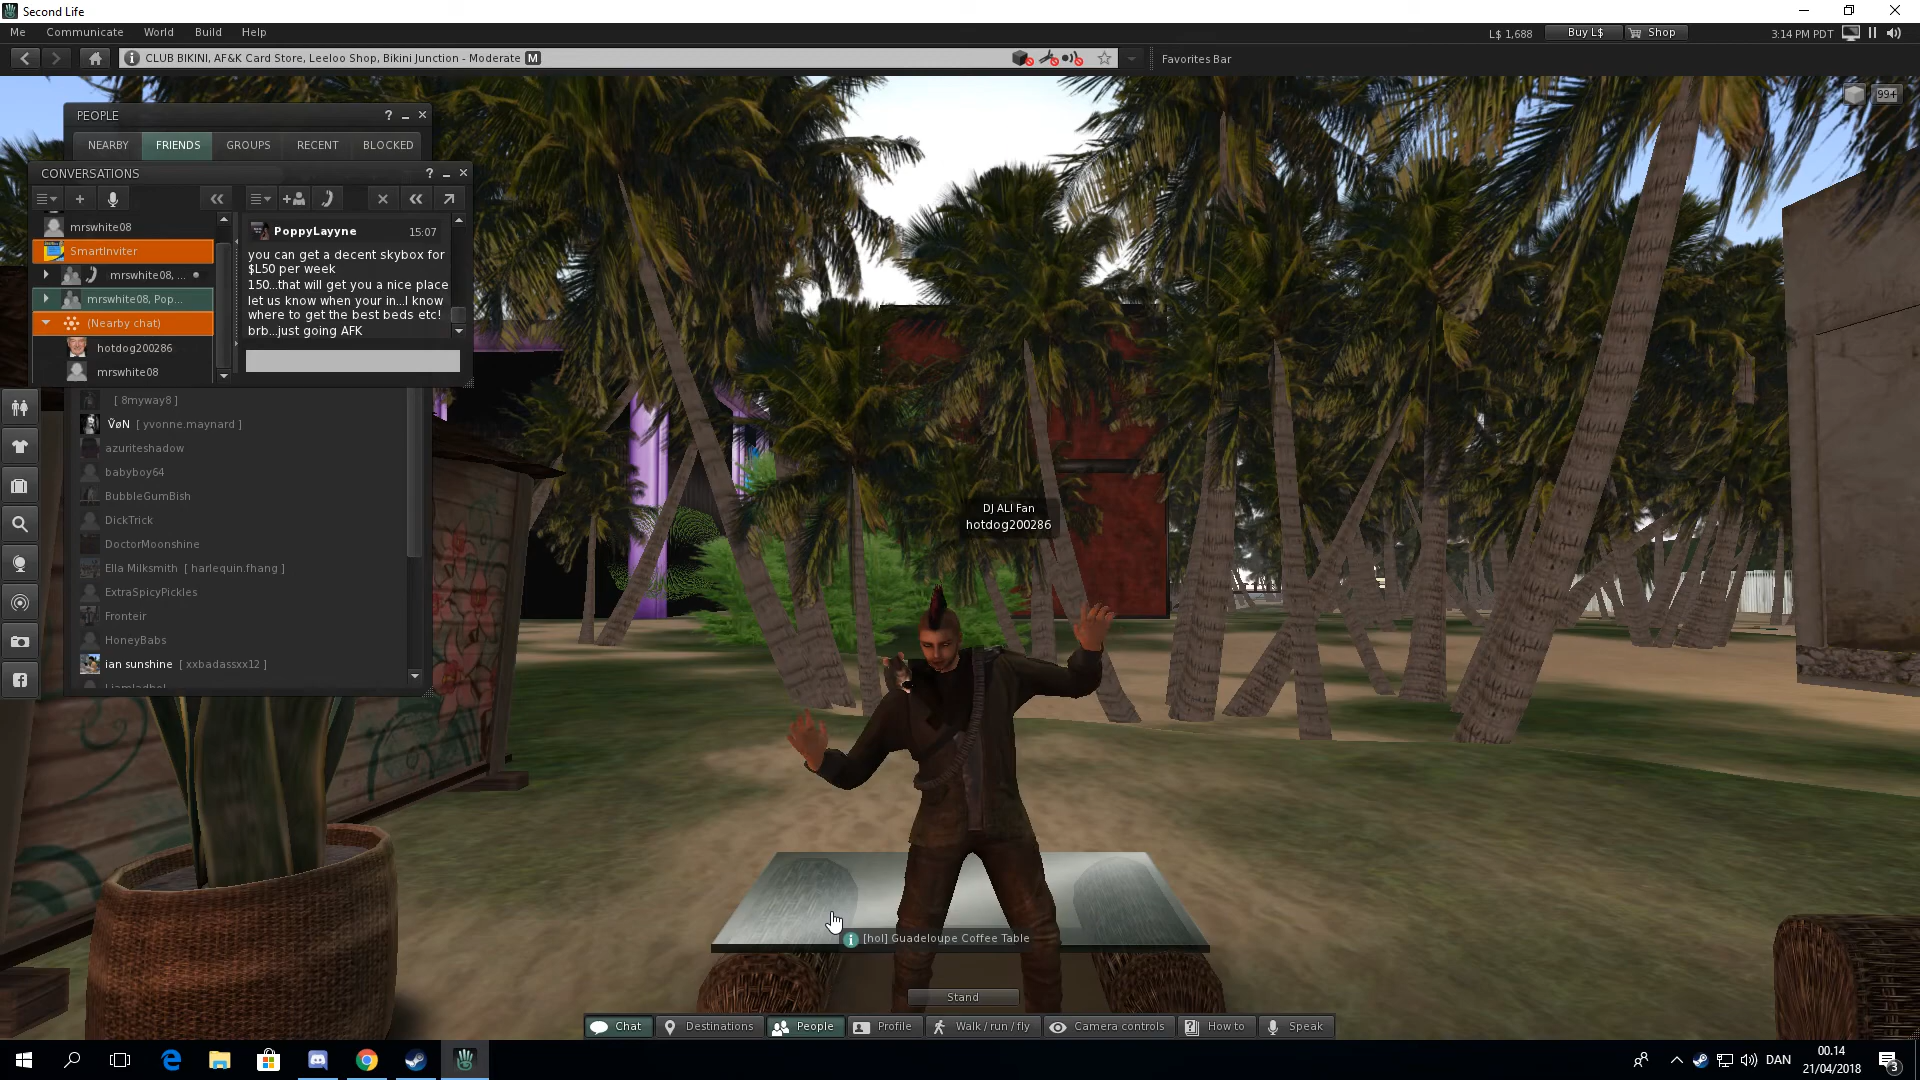 Second Life
Me Communicate World Build Help
L$ 1,688 Buy L$ Shop 3:14 PM PDT
CLUB BIKINI, AF&K Card Store, Leeloo Shop, Bikini Junction - Moderate M
Favorites Bar
99+
PEOPLE ?
NEARBY FRIENDS GROUPS RECENT BLOCKED
CONVERSATIONS ?
mrswhite08
SmartInviter
mrswhite08, ...
mrswhite08, Pop...
(Nearby chat)
hotdog200286
mrswhite08
PoppyLayyne 15:07
you can get a decent skybox for
$L50 per week
150...that will get you a nice place
let us know when your in...I know
where to get the best beds etc!
brb...just going AFK
[ 8myway8 ]
ṼøN [ yvonne.maynard ]
azuriteshadow
babyboy64
BubbleGumBish
DickTrick
DoctorMoonshine
Ella Milksmith [ harlequin.fhang ]
ExtraSpicyPickles
Fronteir
HoneyBabs
ian sunshine [ xxbadassxx12 ]
DJ ALI Fan
hotdog200286
[hol] Guadeloupe Coffee Table
Stand
Chat Destinations People Profile Walk / run / fly Camera controls How to Speak
DAN
00.14
21/04/2018
3